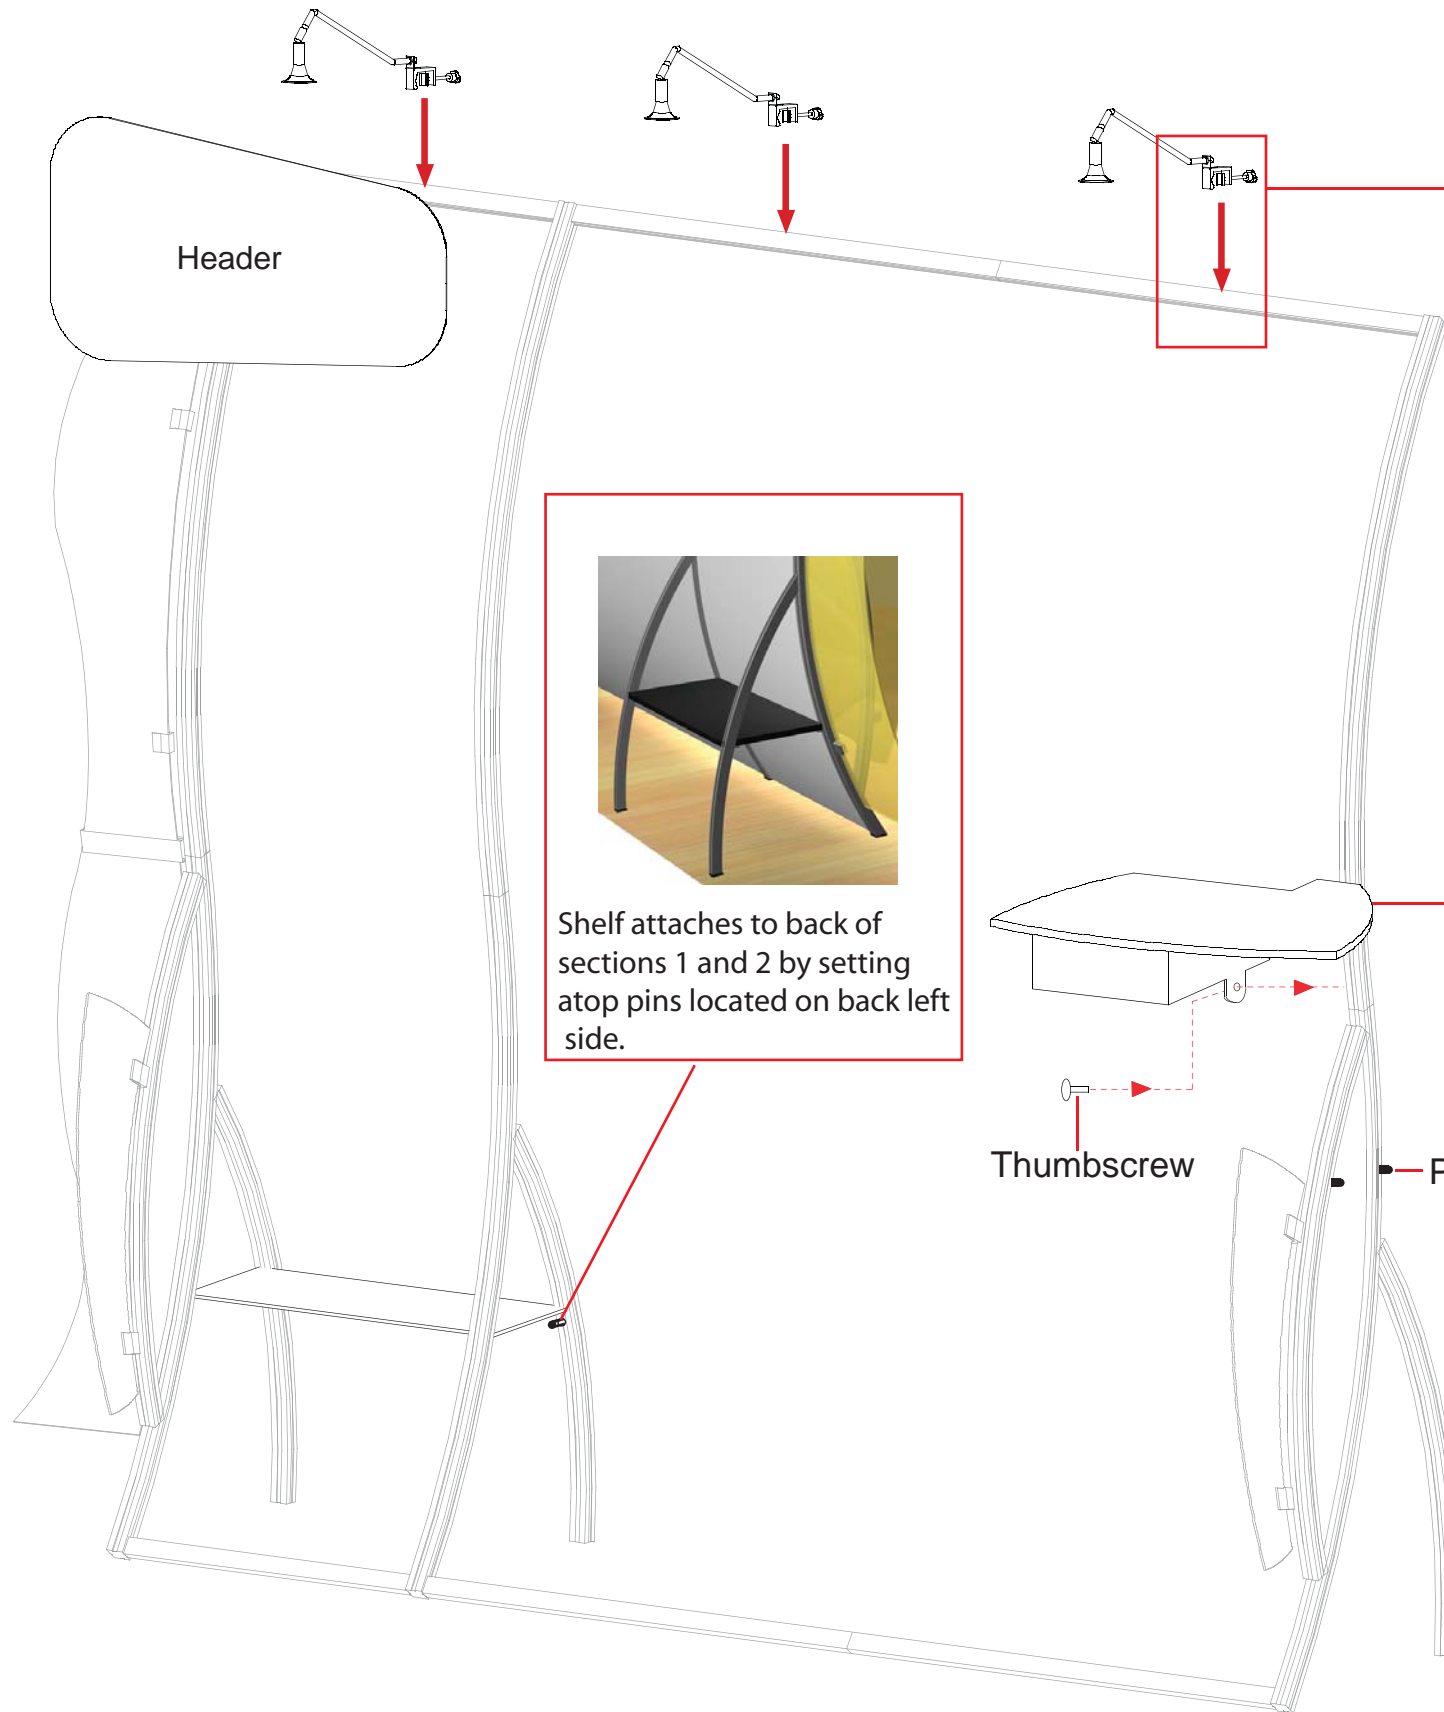 Header
Shelf attaches to back of
sections 1 and 2 by setting
atop pins located on back left
side.
Thumbscrew
P